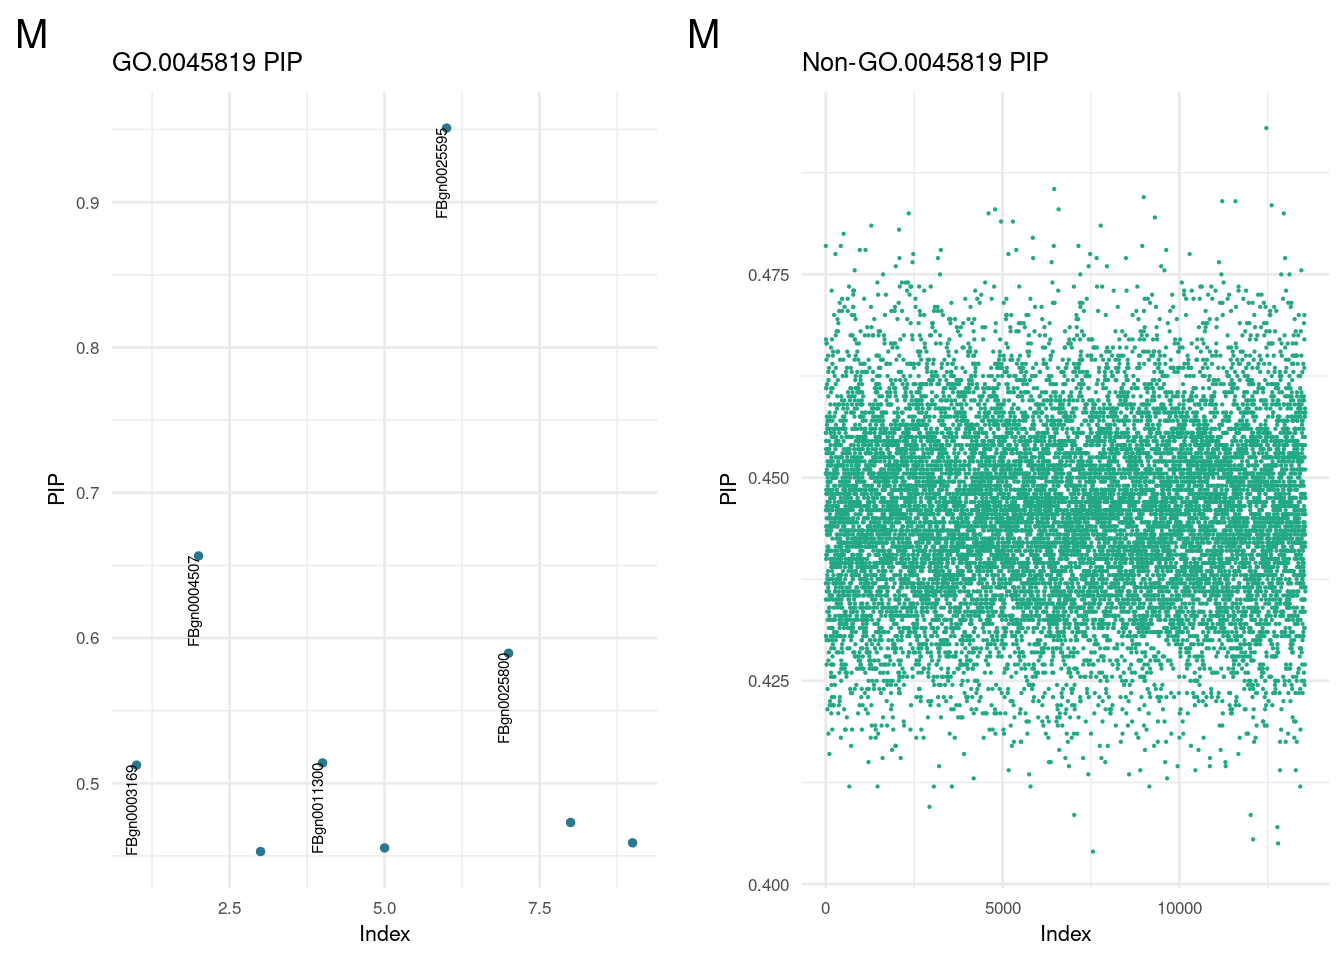 M
GO.0045819 PIP
PIP
0.9
0.8
0.7
0.6
0.5
FBgn0003169
FBgn0004507
FBgn0011300
FBgn0025595
FBgn0025800
2.5
5.0
7.5
Index
M
Non-GO.0045819 PIP
PIP
0.475
0.450
0.425
0.400
0
5000
10000
Index